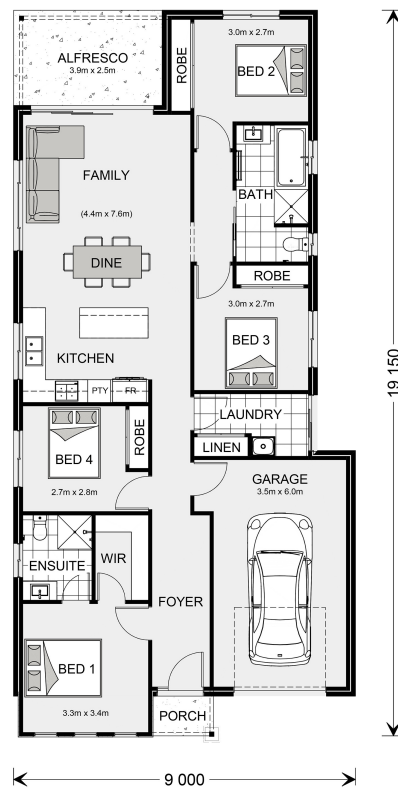 3.0m x 2.7m
ROBE
BED 2
ALFRESCO
3.9m x 2.5m
FAMILY
(4.4m x 7.6m)
BATH
DINE
ROBE
3.0m x 2.7m
BED 3
KITCHEN
PTY
FR
LAUNDRY
LINEN
ROBE
BED 4
2.7m x 2.8m
GARAGE
3.5m x 6.0m
ENSUITE
WIR
FOYER
BED 1
3.3m x 3.4m
PORCH
19 150
9 000